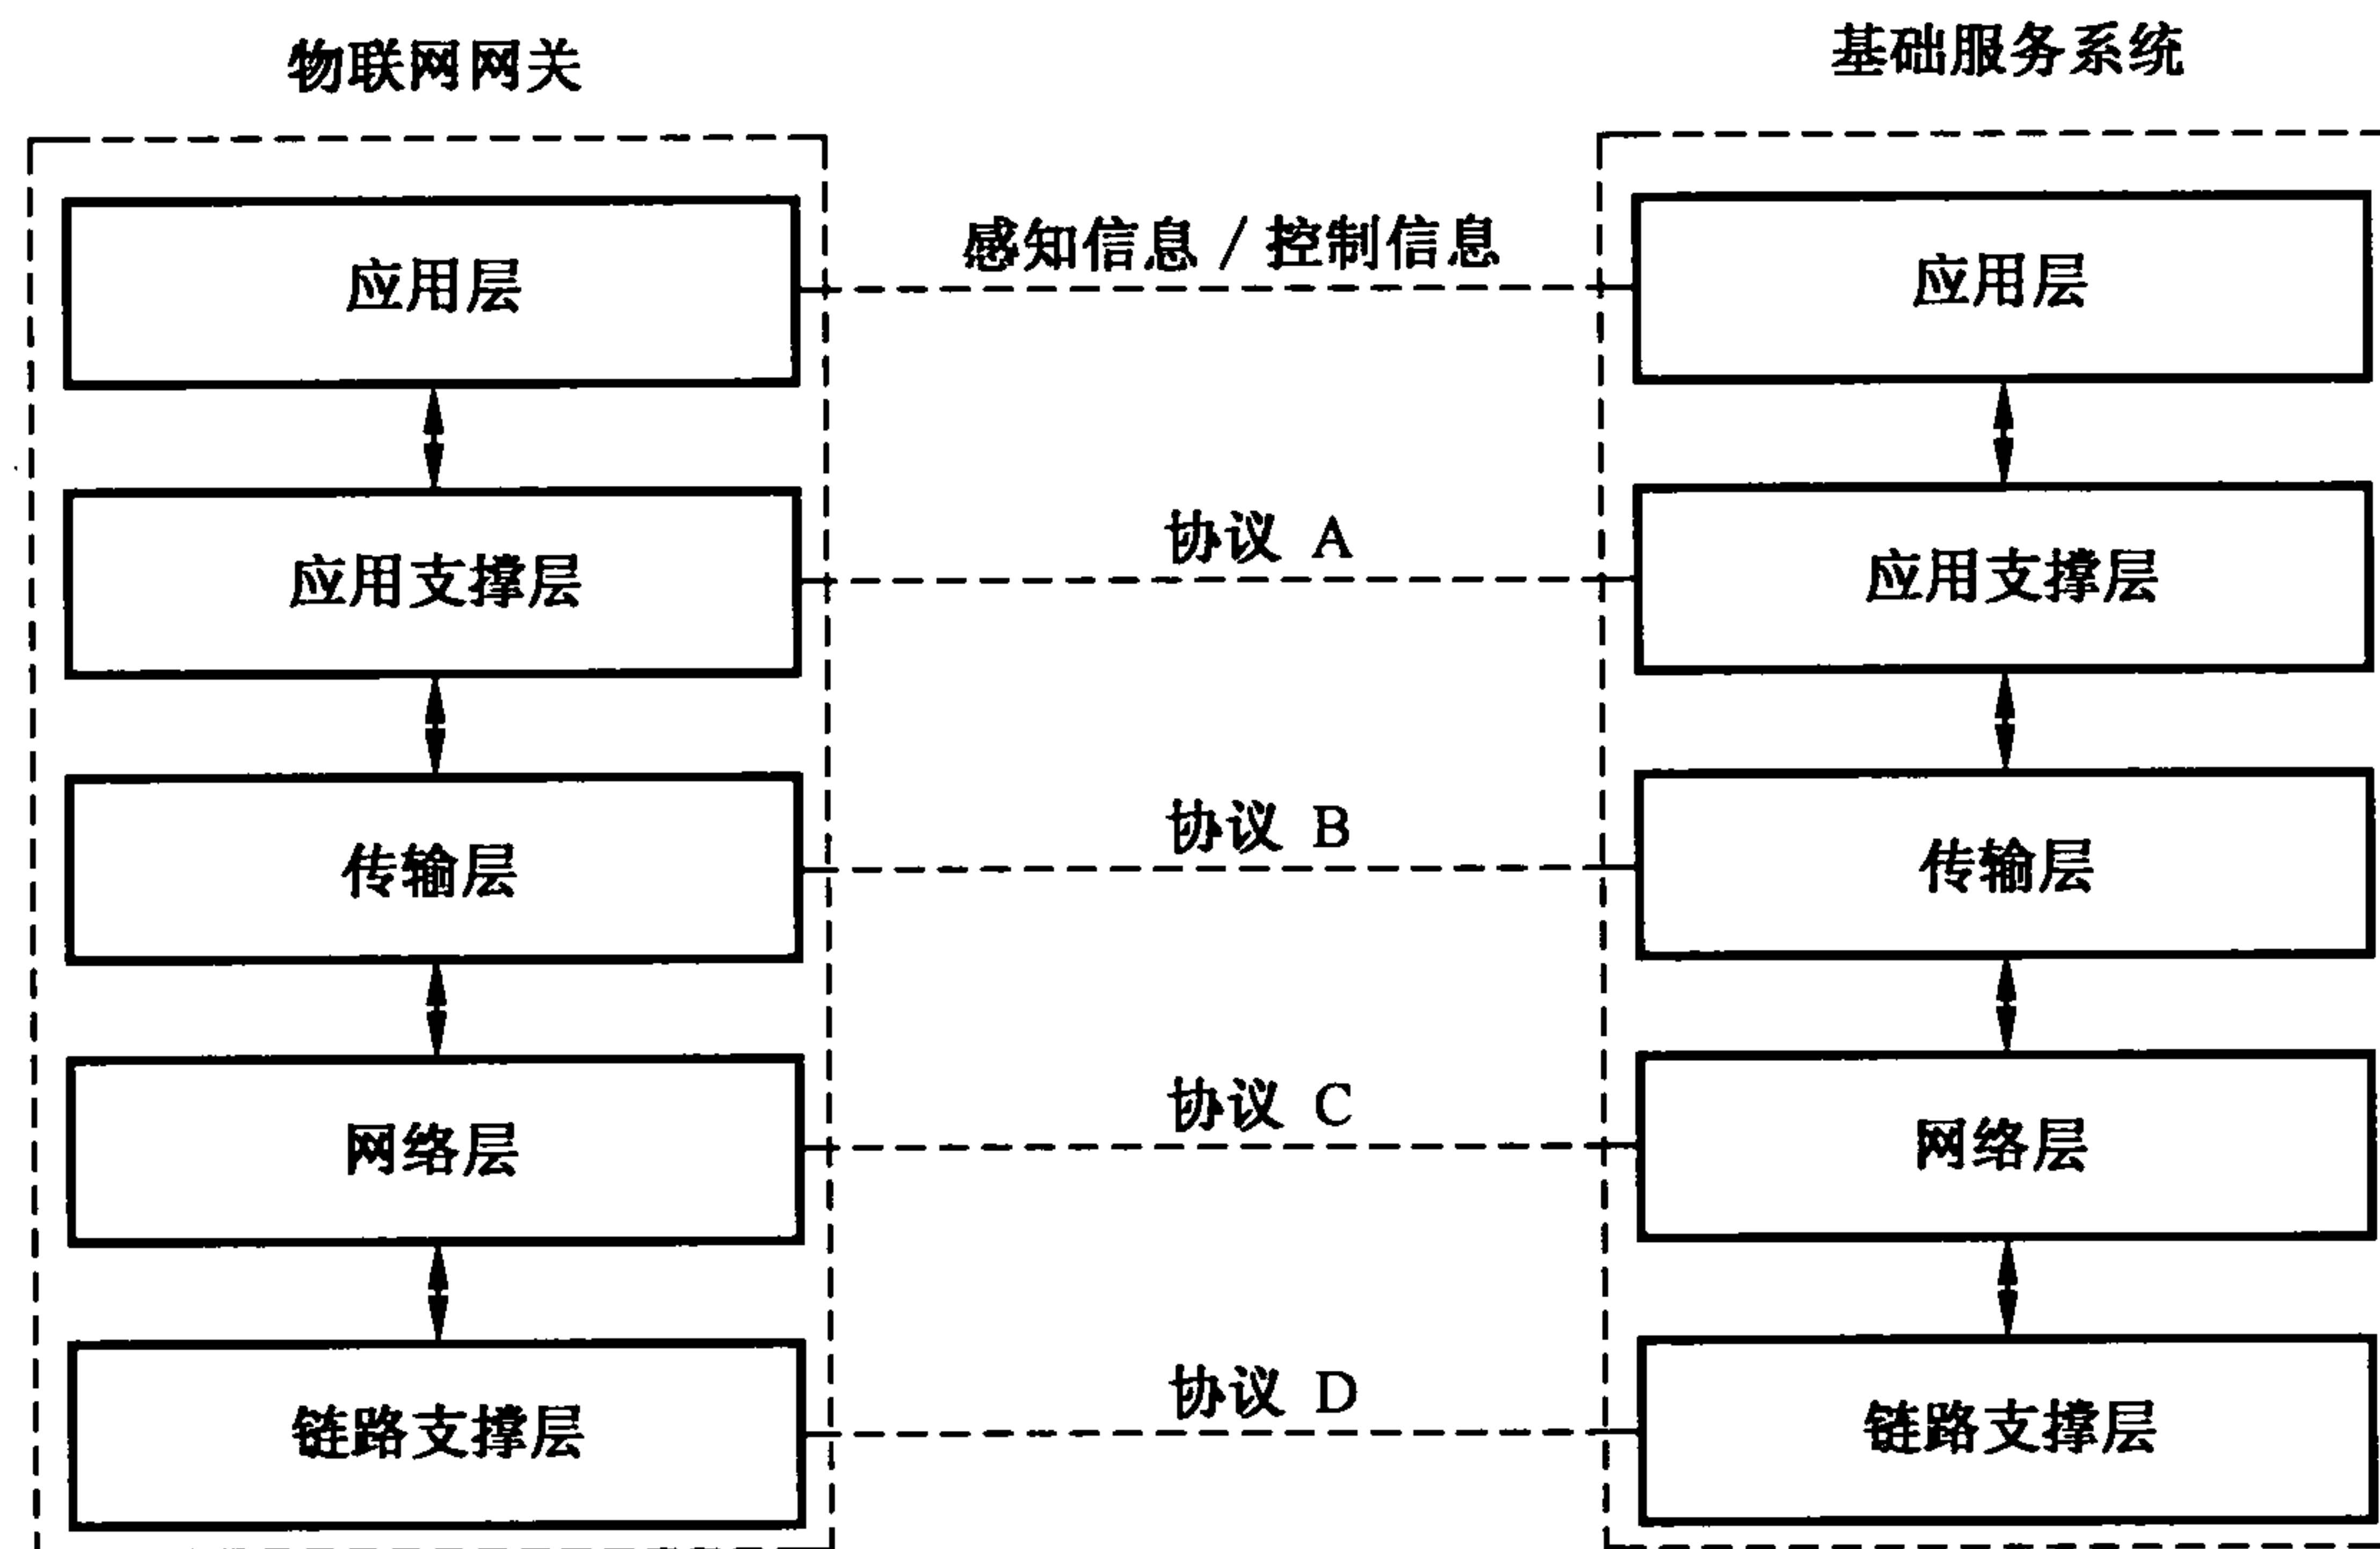 物联网网关
基础服务系统
应用层
感知信息/控制信息
应用层
应用支撑层
协议 A
应用支撑层
传输层
协议 B
传输层
网络层
协议 C
网络层
链路支撑层
协议 D
链路支撑层